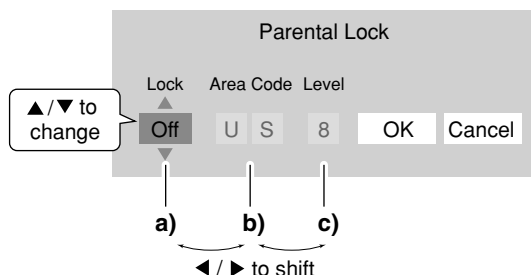 Parental Lock
Lock Area Code Level
▲/▼ to
change
Off U S 8 OK Cancel
a) b) c)
◀ / ▶ to shift